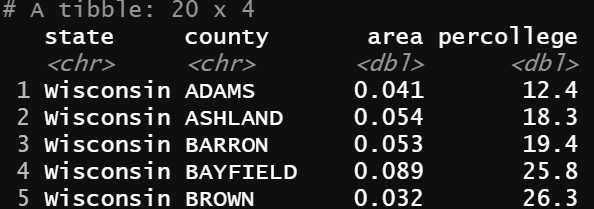 # A tibble: 20 x 4
state county area percollege
<chr> <chr> <dbl> <dbl>
1 Wisconsin ADAMS 0.041 12.4
2 Wisconsin ASHLAND 0.054 18.3
3 Wisconsin BARRON 0.053 19.4
4 Wisconsin BAYFIELD 0.089 25.8
5 Wisconsin BROWN 0.032 26.3